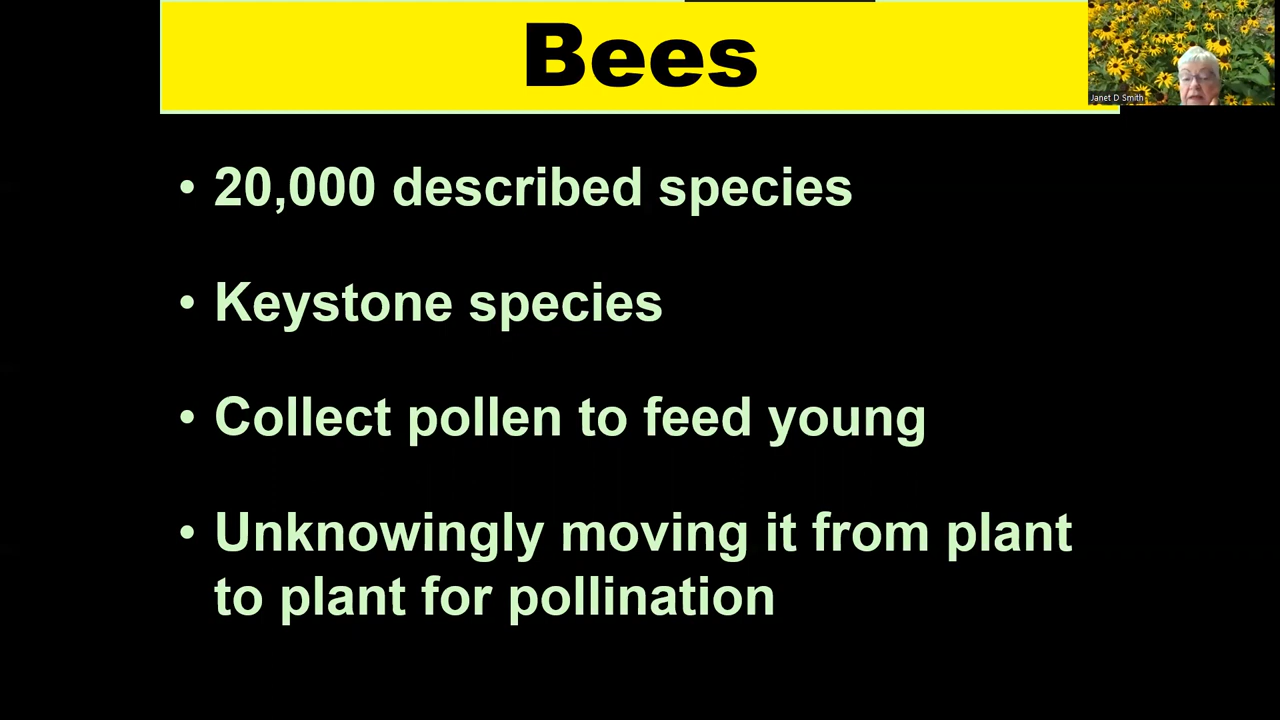 Bees
Janet D Smith
• 20,000 described species
• Keystone species
• Collect pollen to feed young
• Unknowingly moving it from plant
to plant for pollination